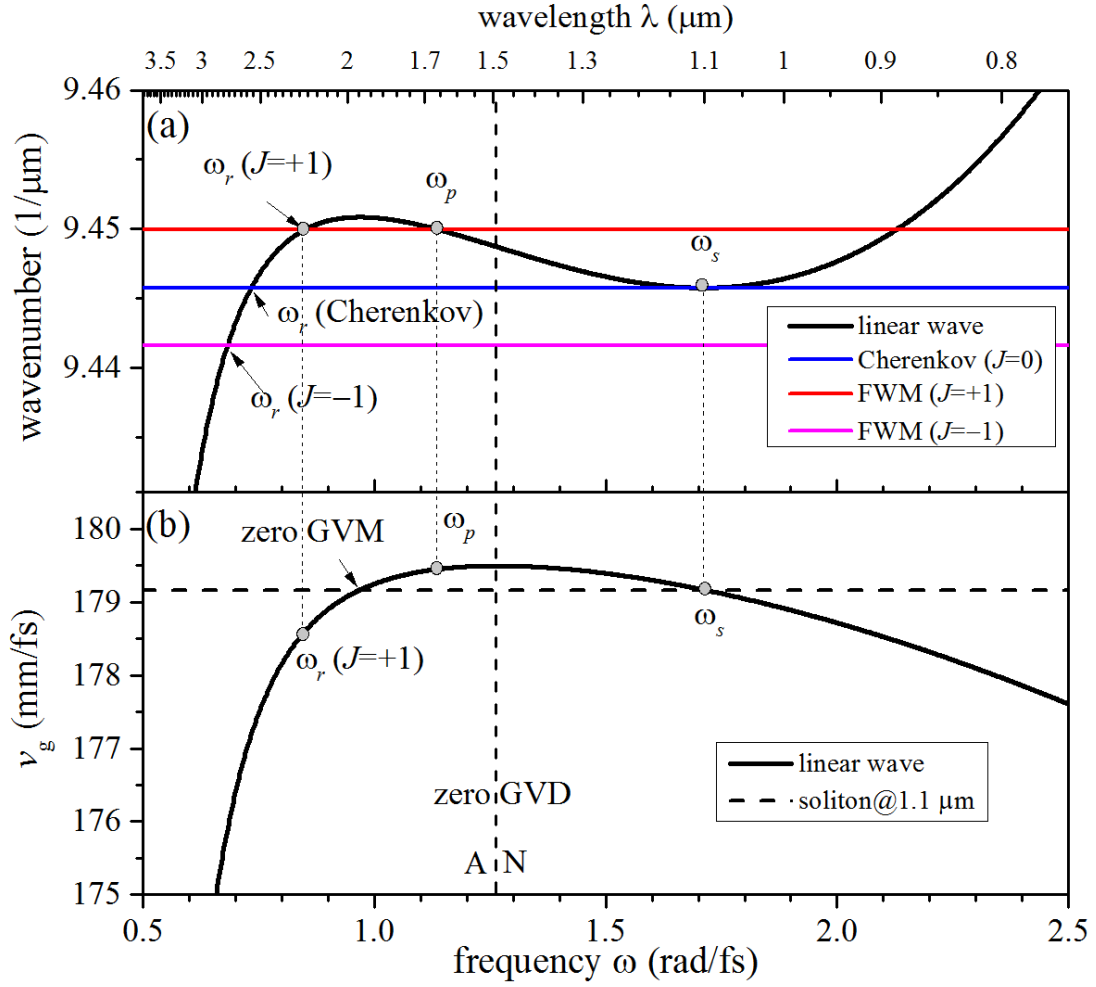 wavelength λ (μm)
3.5 3 2.5 2 1.7 1.5 1.3 1.1 1 0.9 0.8
9.46
(a)
ω_r (J=+1)
ω_p
9.45
ω_s
ω_r (Cherenkov)
9.44
ω_r (J=−1)
wavenumber (1/μm)
linear wave
Cherenkov (J=0)
FWM (J=+1)
FWM (J=−1)
180
(b)
zero GVM
ω_p
179
ω_s
ω_r (J=+1)
178
177
176
175
v_g (mm/fs)
linear wave
soliton@1.1 μm
zero GVD
A N
0.5 1.0 1.5 2.0 2.5
frequency ω (rad/fs)